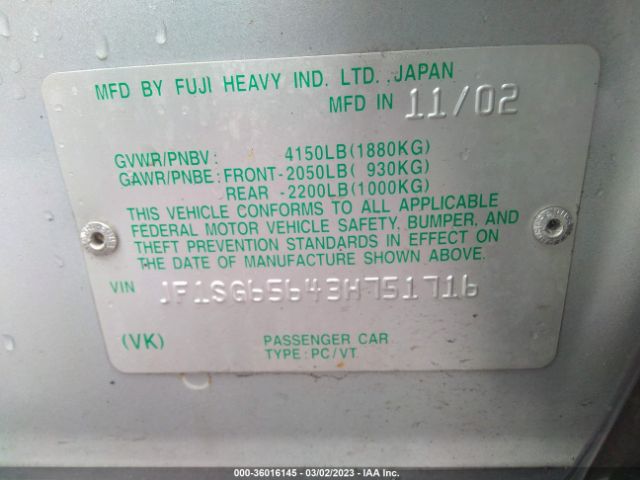 MFD BY FUJI HEAVY IND. LTD. JAPAN
MFD IN 11/02
GVWR/PNBV: 4150LB(1880KG)
GAWR/PNBE: FRONT-2050LB( 930KG)
REAR -2200LB(1000KG)
THIS VEHICLE CONFORMS TO ALL APPLICABLE
FEDERAL MOTOR VEHICLE SAFETY, BUMPER, AND
THEFT PREVENTION STANDARDS IN EFFECT ON
THE DATE OF MANUFACTURE SHOWN ABOVE.
VIN JF1SG65643H751716
(VK) PASSENGER CAR
TYPE: PC/VT
000-36016145 - 03/02/2023 - IAA Inc.